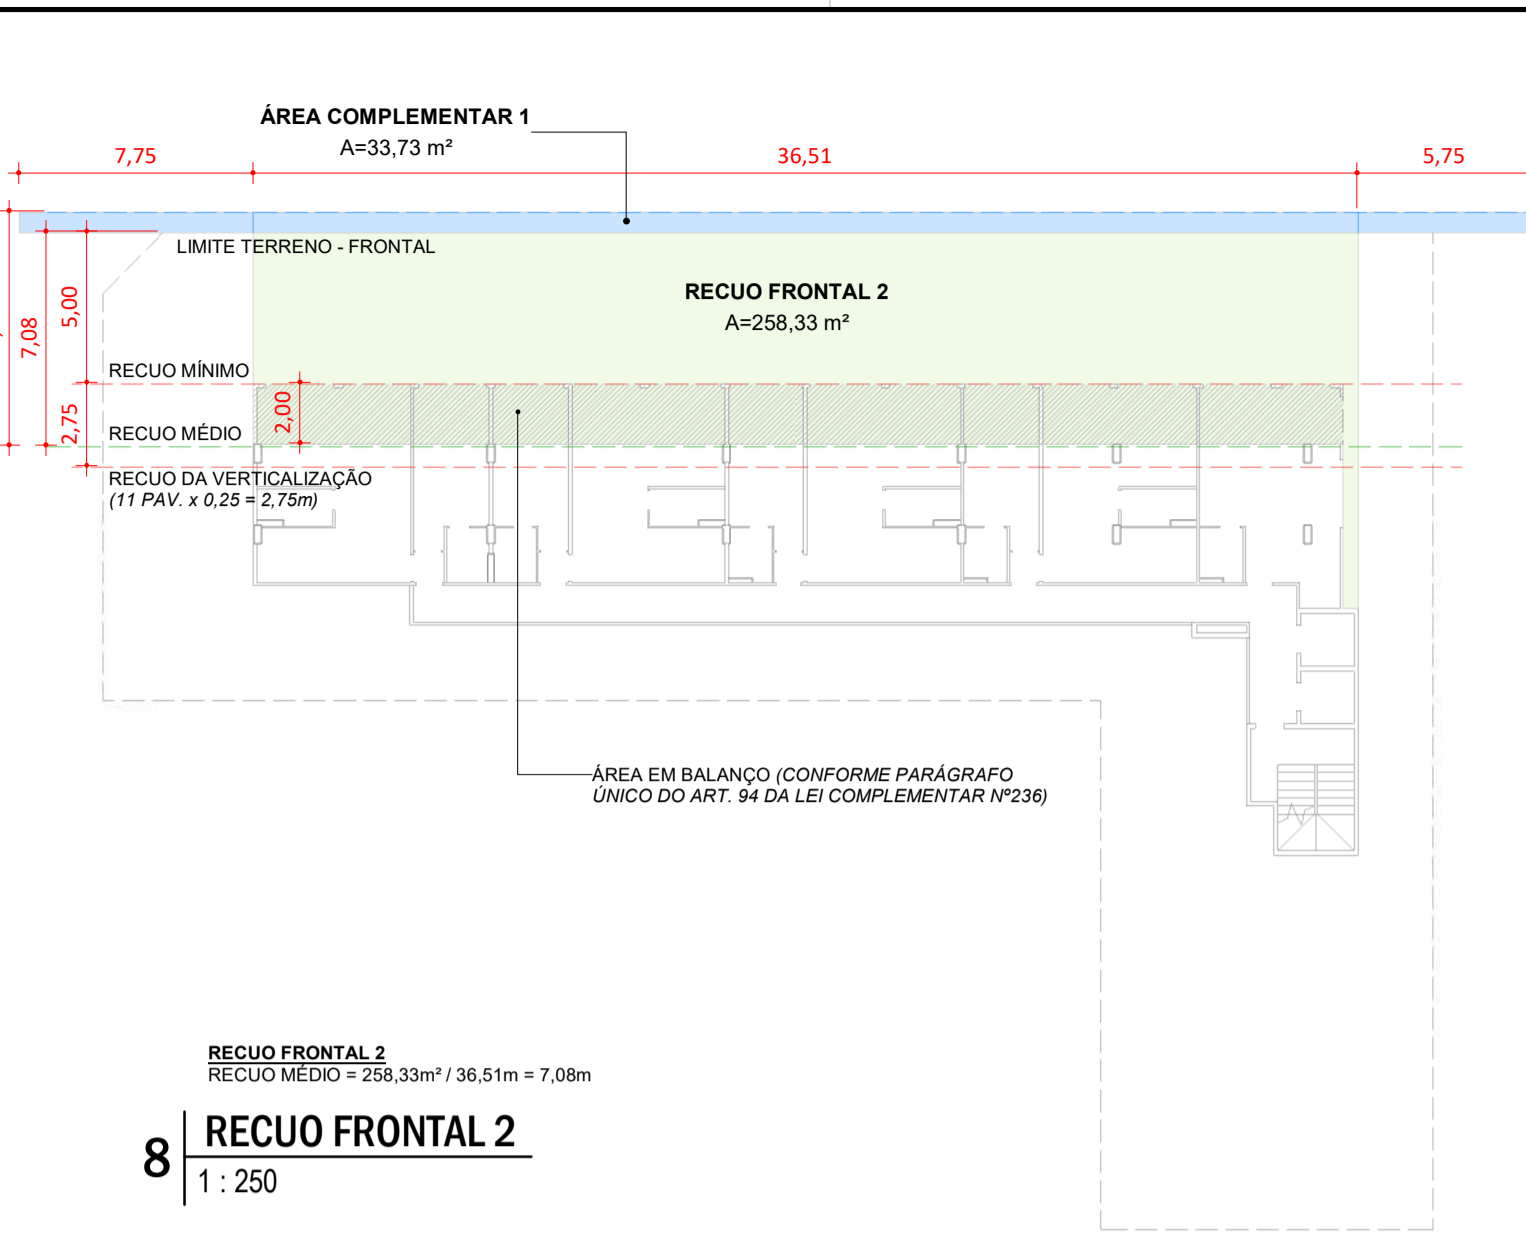 ÁREA COMPLEMENTAR 1
A=33,73 m²
7,75
36,51
5,75
LIMITE TERRENO - FRONTAL
RECUO FRONTAL 2
A=258,33 m²
5,00
7,08
RECUO MÍNIMO
2,00
2,75
RECUO MÉDIO
RECUO DA VERTICALIZAÇÃO
(11 PAV. x 0,25 = 2,75m)
ÁREA EM BALANÇO (CONFORME PARÁGRAFO
ÚNICO DO ART. 94 DA LEI COMPLEMENTAR Nº236)
RECUO FRONTAL 2
RECUO MÉDIO = 258,33m² / 36,51m = 7,08m
8
RECUO FRONTAL 2
1 : 250